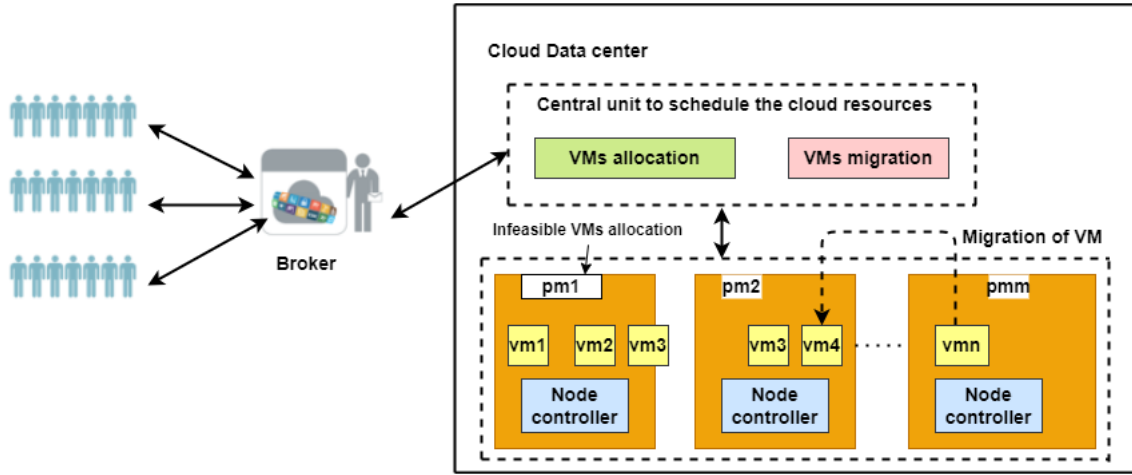 Cloud Data center
Central unit to schedule the cloud resources
VMs allocation
VMs migration
Broker
Infeasible VMs allocation
Migration of VM
pm1
pm2
pmm
vm1
vm2
vm3
vm3
vm4
......
vmn
Node
controller
Node
controller
Node
controller